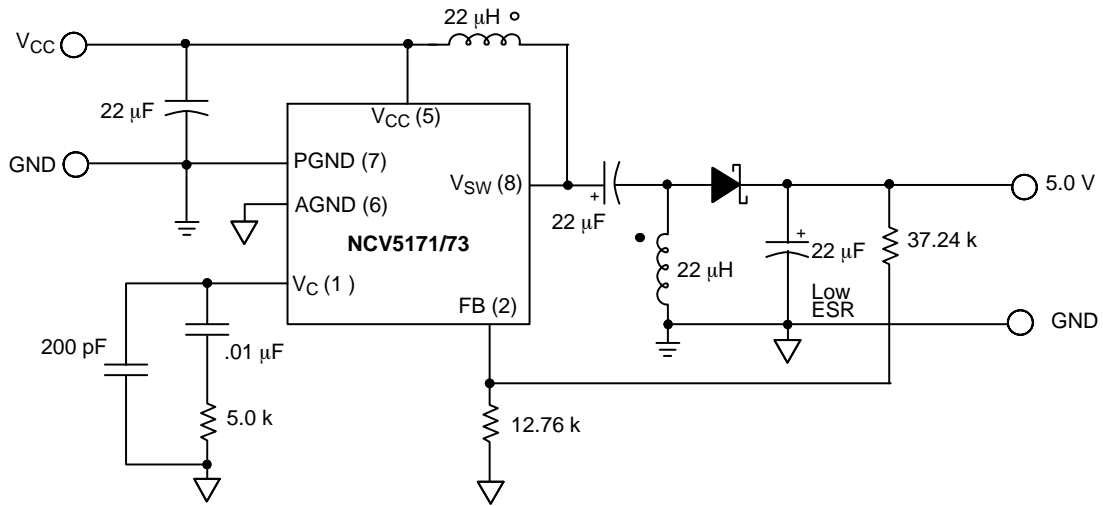 22 μH
VCC
22 μF
VCC (5)
GND
PGND (7)
VSW (8)
AGND (6)
NCV5171/73
VC (1 )
FB (2)
+
22 μF
22 μH
+
22 μF
Low
ESR
5.0 V
37.24 k
GND
200 pF
.01 μF
5.0 k
12.76 k